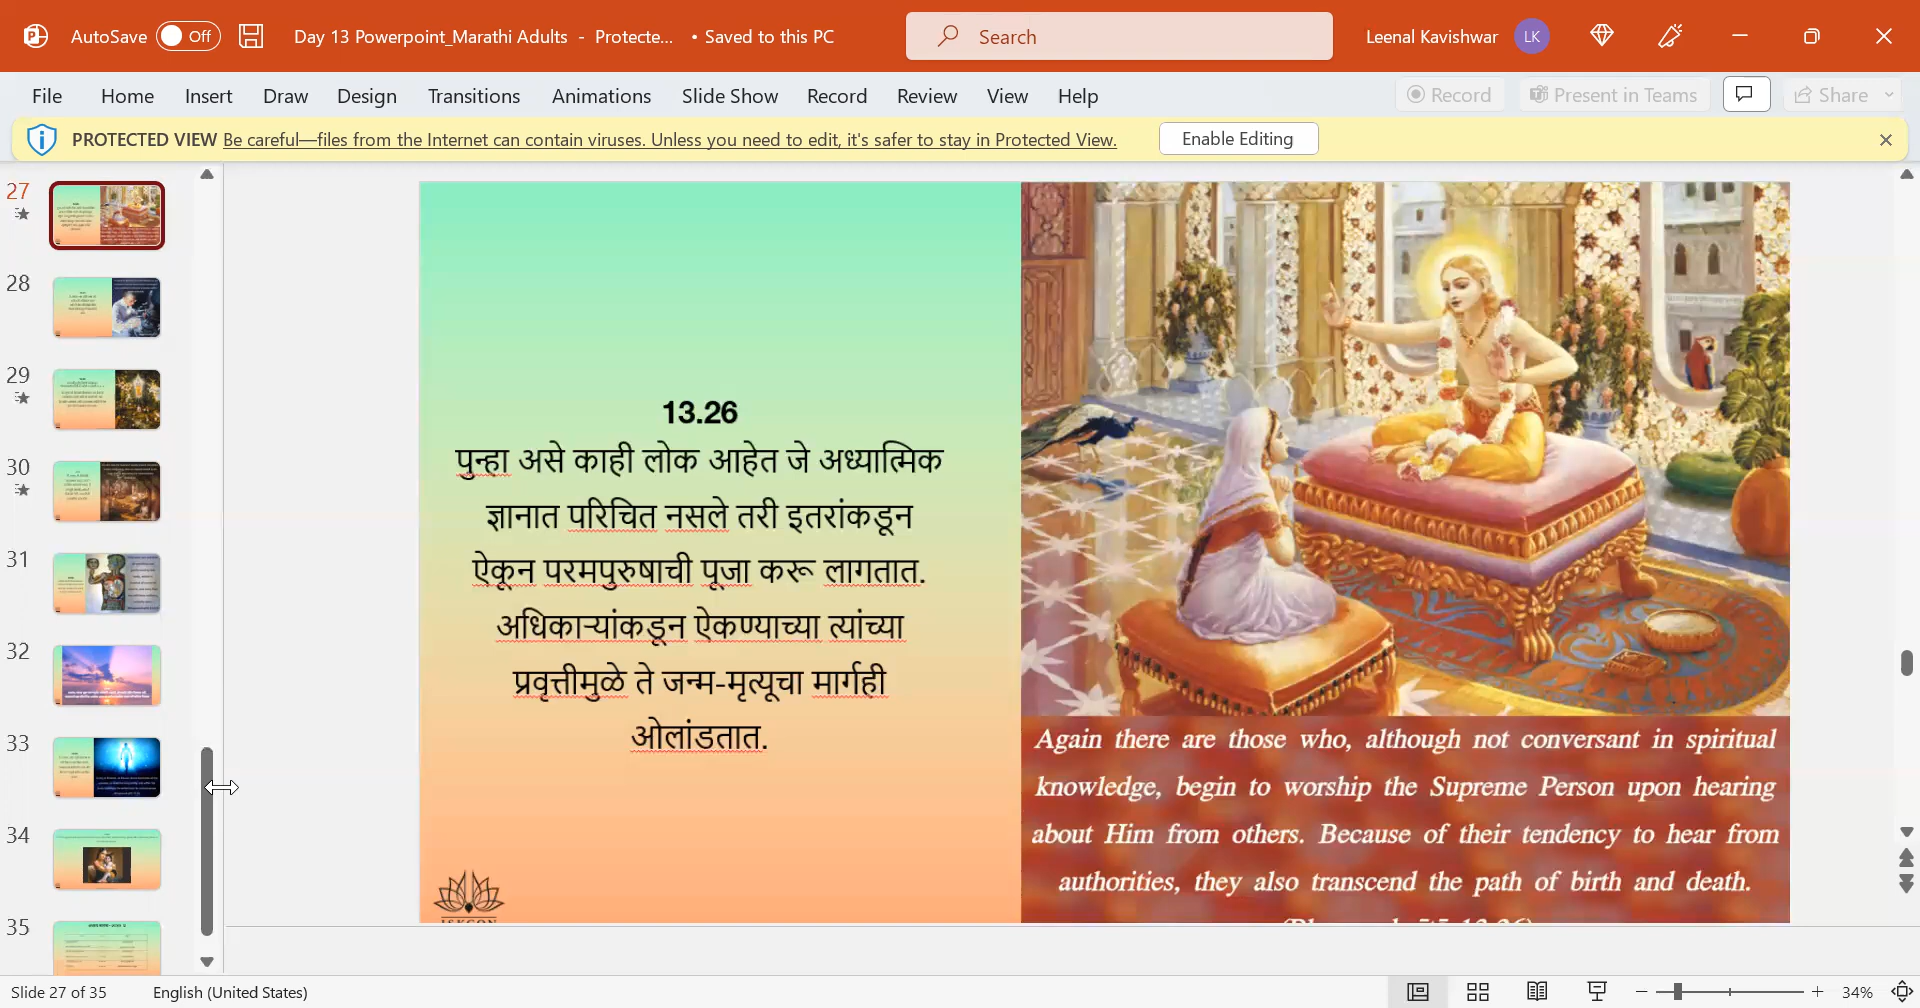 AutoSave Off Day 13 Powerpoint_Marathi Adults - Protecte... • Saved to this PC Search Leenal Kavishwar LK
File Home Insert Draw Design Transitions Animations Slide Show Record Review View Help Record Present in Teams Share
PROTECTED VIEW Be careful—files from the Internet can contain viruses. Unless you need to edit, it's safer to stay in Protected View. Enable Editing
27
28
29
30
31
32
33
34
35
13.26
पुन्हा असे काही लोक आहेत जे अध्यात्मिक
ज्ञानात परिचित नसले तरी इतरांकडून
ऐकून परमपुरुषाची पूजा करू लागतात.
अधिकाऱ्यांकडून ऐकण्याच्या त्यांच्या
प्रवृत्तीमुळे ते जन्म-मृत्यूचा मार्गही
ओलांडतात.
ISKCON
Again there are those who, although not conversant in spiritual
knowledge, begin to worship the Supreme Person upon hearing
about Him from others. Because of their tendency to hear from
authorities, they also transcend the path of birth and death.
Slide 27 of 35 English (United States) 34%